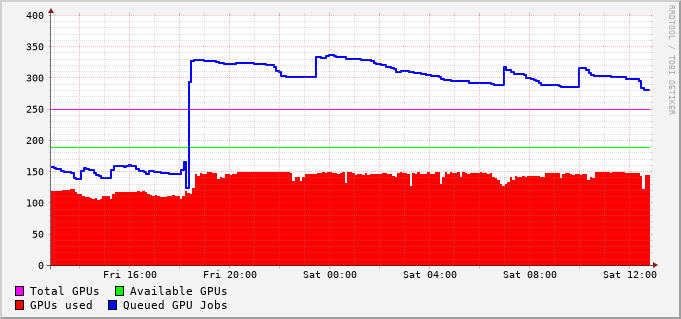 400
350
300
250
200
150
100
50
0
Fri 16:00 Fri 20:00 Sat 00:00 Sat 04:00 Sat 08:00 Sat 12:00
Total GPUs Available GPUs
GPUs used Queued GPU Jobs
RRDTOOL / TOBI OETIKER